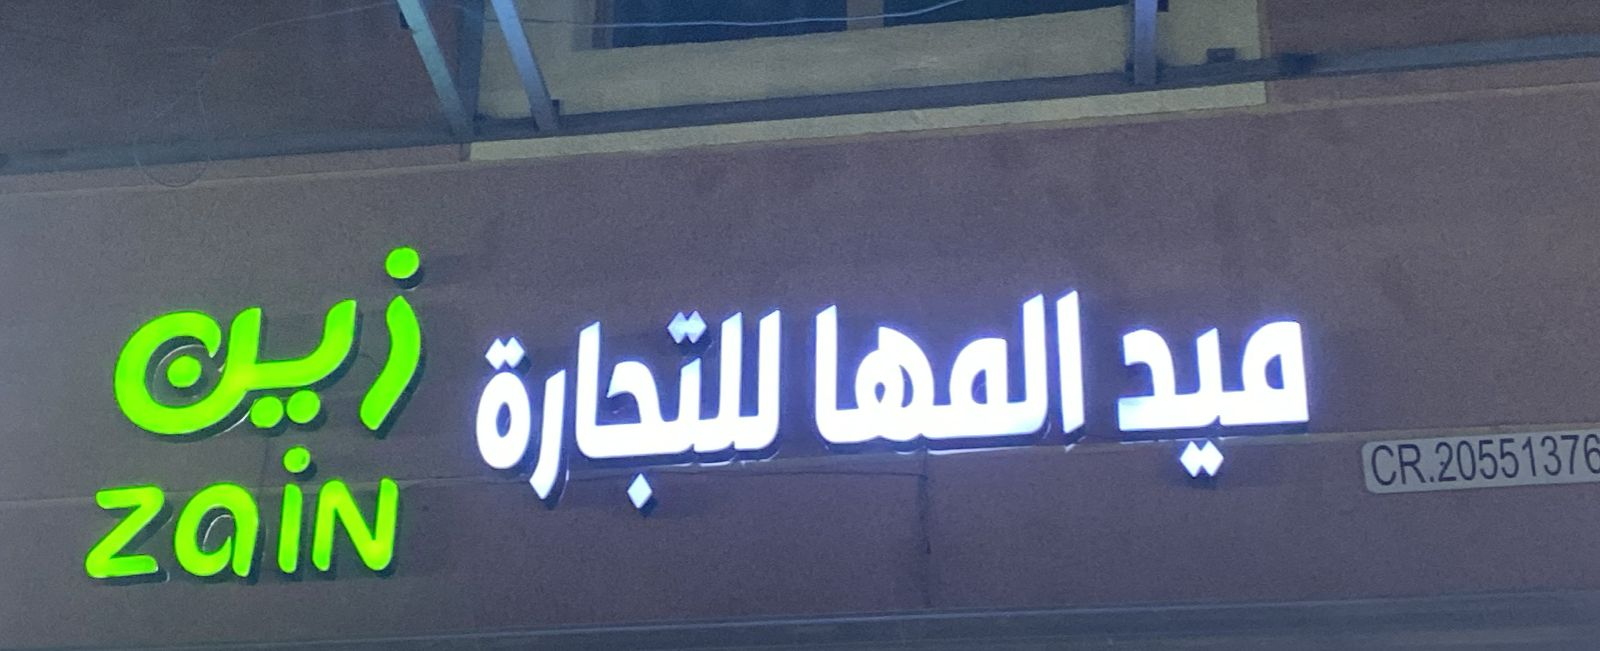 ميد المها للتجارة
زين
zain
CR.20551376